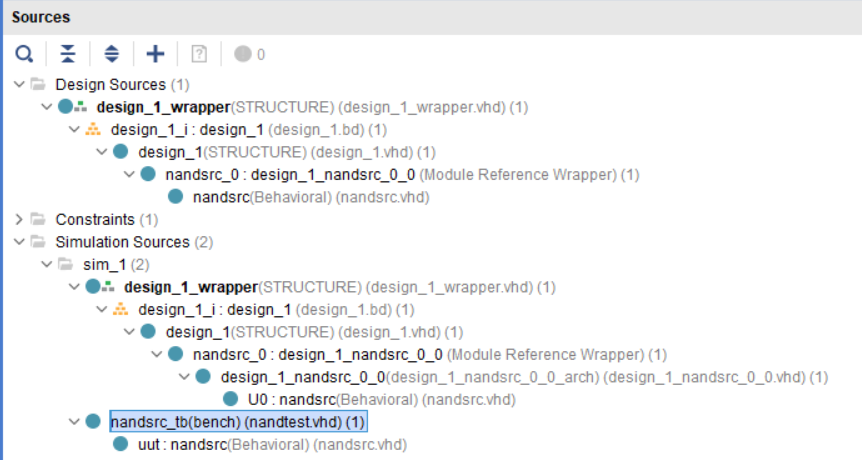 Sources
0
Design Sources (1)
design_1_wrapper(STRUCTURE) (design_1_wrapper.vhd) (1)
design_1_i : design_1 (design_1.bd) (1)
design_1(STRUCTURE) (design_1.vhd) (1)
nandsrc_0 : design_1_nandsrc_0_0 (Module Reference Wrapper) (1)
nandsrc(Behavioral) (nandsrc.vhd)
Constraints (1)
Simulation Sources (2)
sim_1 (2)
design_1_wrapper(STRUCTURE) (design_1_wrapper.vhd) (1)
design_1_i : design_1 (design_1.bd) (1)
design_1(STRUCTURE) (design_1.vhd) (1)
nandsrc_0 : design_1_nandsrc_0_0 (Module Reference Wrapper) (1)
design_1_nandsrc_0_0(design_1_nandsrc_0_0_arch) (design_1_nandsrc_0_0.vhd) (1)
U0 : nandsrc(Behavioral) (nandsrc.vhd)
nandsrc_tb(bench) (nandtest.vhd) (1)
uut : nandsrc(Behavioral) (nandsrc.vhd)